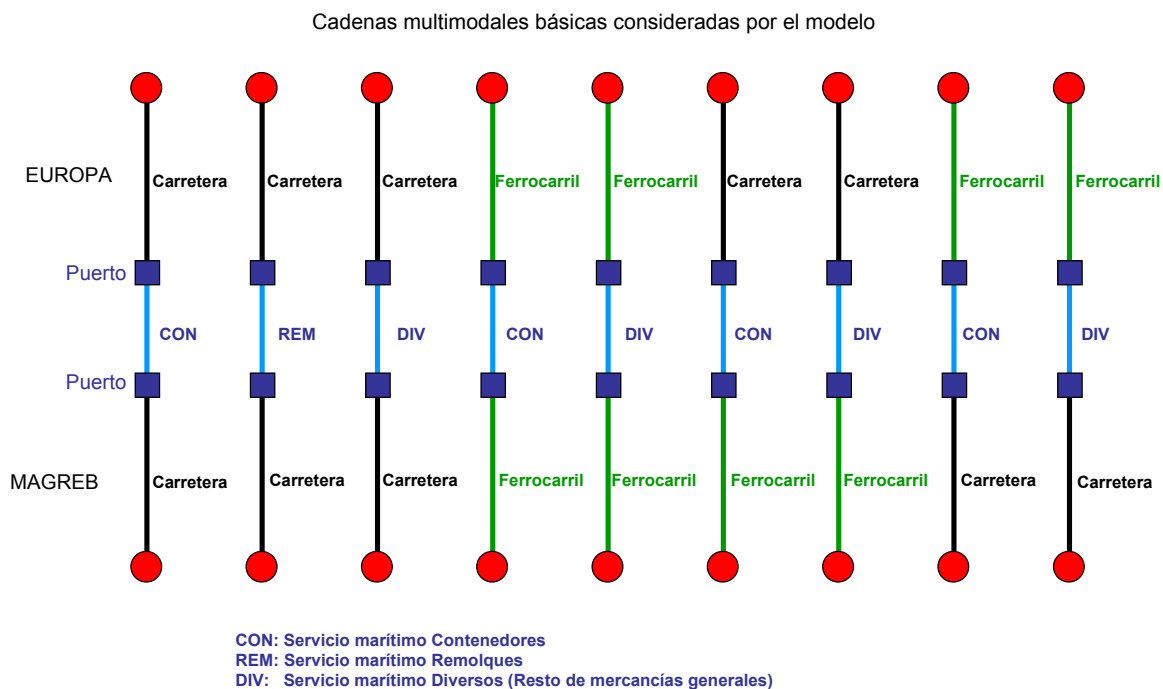 Cadenas multimodales básicas consideradas por el modelo
EUROPA
Carretera Carretera Carretera Ferrocarril Ferrocarril Carretera Carretera Ferrocarril Ferrocarril
Puerto
CON REM DIV CON DIV CON DIV CON DIV
Puerto
MAGREB
Carretera Carretera Carretera Ferrocarril Ferrocarril Ferrocarril Ferrocarril Carretera Carretera
CON: Servicio marítimo Contenedores
REM: Servicio marítimo Remolques
DIV: Servicio marítimo Diversos (Resto de mercancías generales)